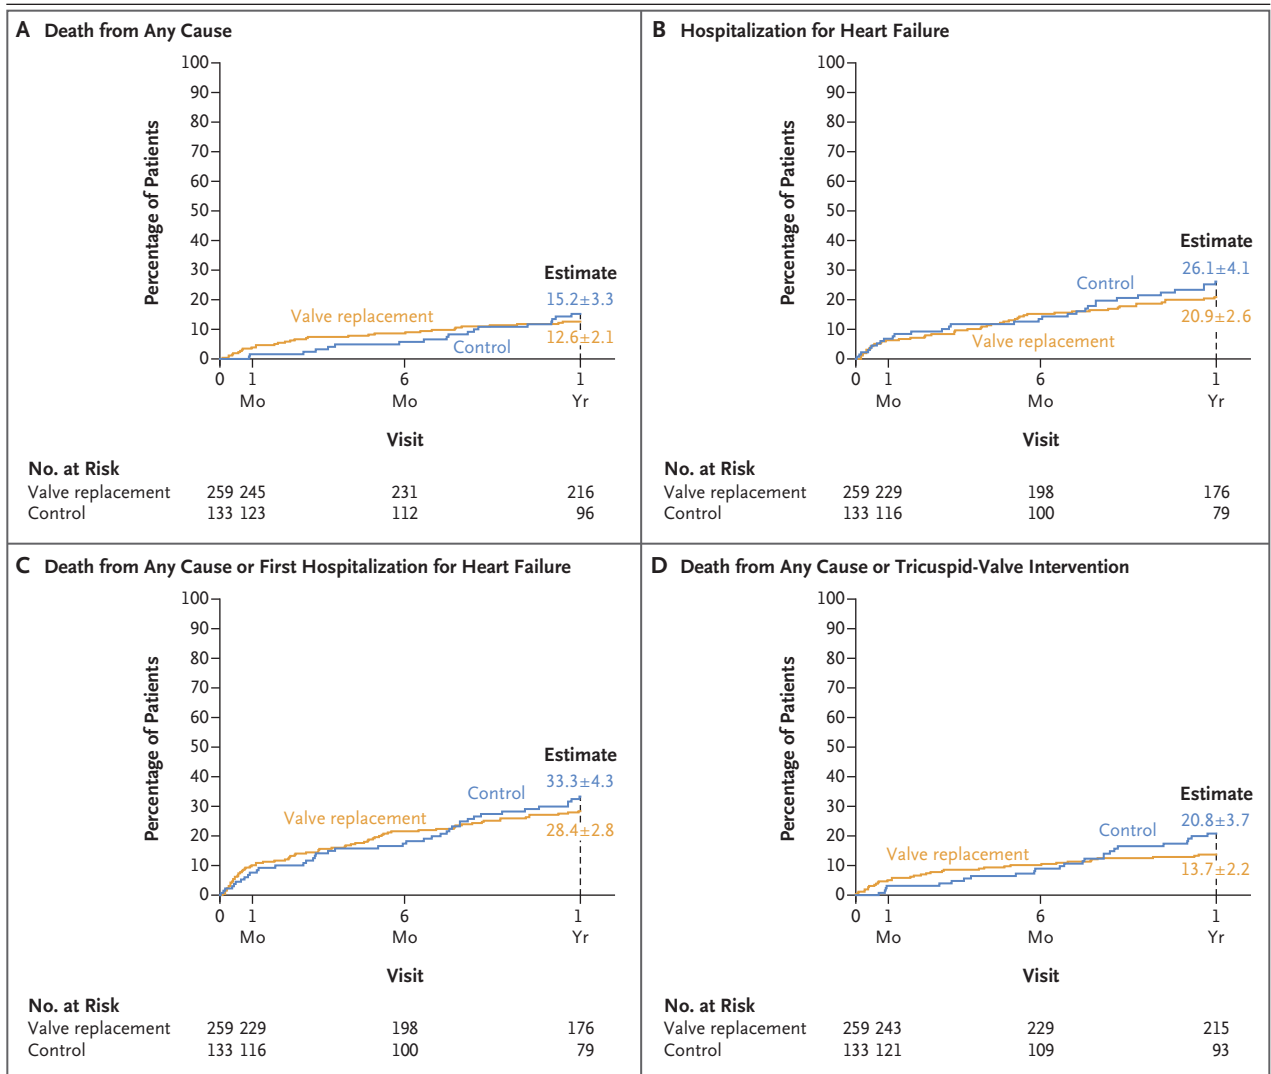 A Death from Any Cause
100
90
80
70
60
50
40
30
20
10
0
Percentage of Patients
Estimate
15.2±3.3
Valve replacement
12.6±2.1
Control
0 1 6 1
Mo Mo Yr
Visit
No. at Risk
Valve replacement 259 245 231 216
Control 133 123 112 96
B Hospitalization for Heart Failure
100
90
80
70
60
50
40
30
20
10
0
Percentage of Patients
Estimate
26.1±4.1
Control
20.9±2.6
Valve replacement
0 1 6 1
Mo Mo Yr
Visit
No. at Risk
Valve replacement 259 229 198 176
Control 133 116 100 79
C Death from Any Cause or First Hospitalization for Heart Failure
100
90
80
70
60
50
40
30
20
10
0
Percentage of Patients
Estimate
33.3±4.3
Control
Valve replacement
28.4±2.8
0 1 6 1
Mo Mo Yr
Visit
No. at Risk
Valve replacement 259 229 198 176
Control 133 116 100 79
D Death from Any Cause or Tricuspid-Valve Intervention
100
90
80
70
60
50
40
30
20
10
0
Percentage of Patients
Estimate
20.8±3.7
Control
Valve replacement
13.7±2.2
0 1 6 1
Mo Mo Yr
Visit
No. at Risk
Valve replacement 259 243 229 215
Control 133 121 109 93